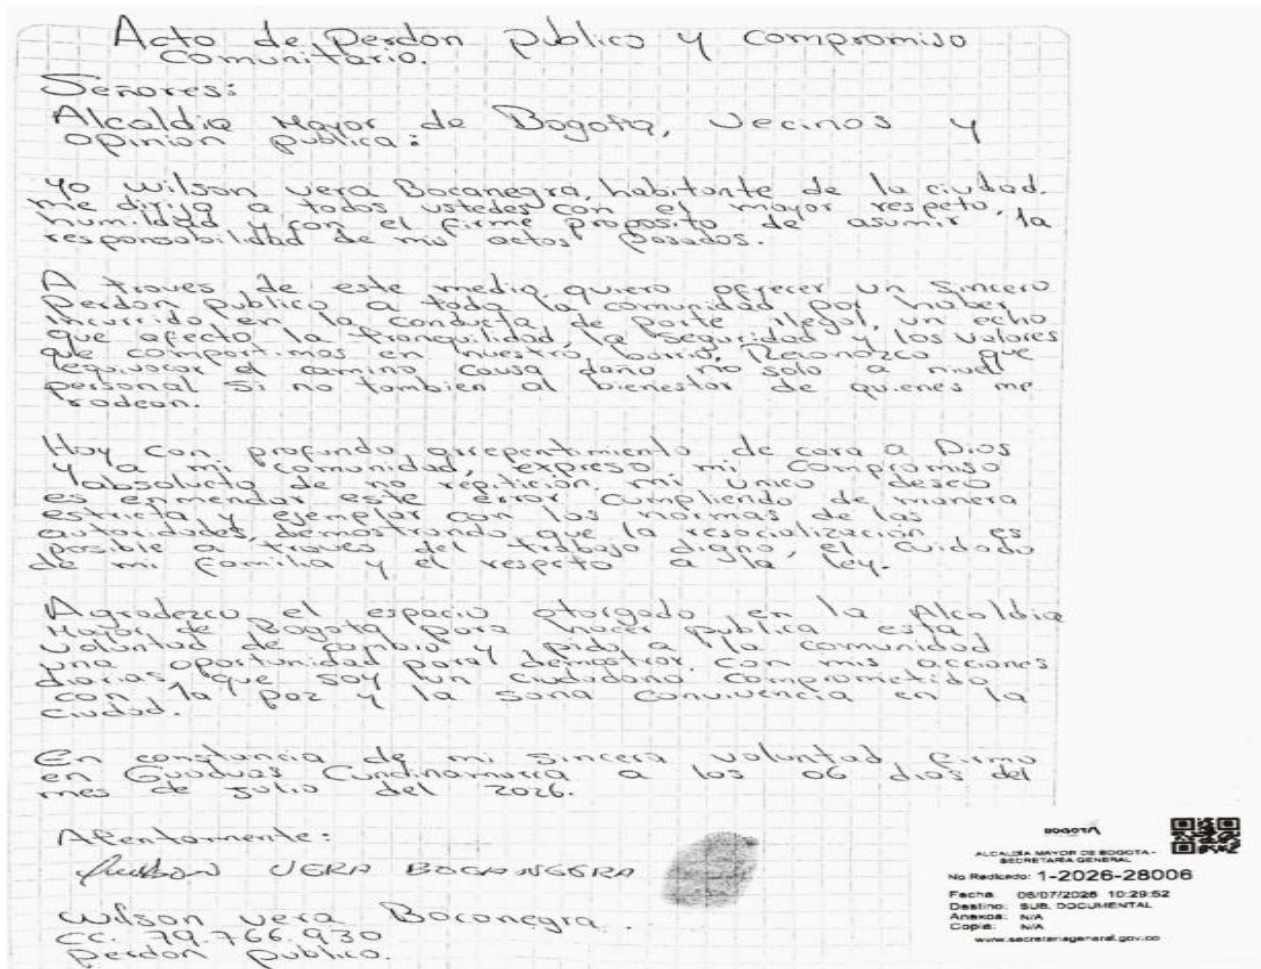 Acto de Perdon publico y compromiso
Comunitario.
Señores:
Alcaldia Mayor de Bogota, vecinos y
opinion publica:
Yo Wilson vera Bocanegra, habitante de la ciudad.
me dirijo a todos ustedes con el mayor respeto,
humildad y con el firme proposito de asumir la
responsabilidad de mis actos pasados.
A traves de este medio quiero ofrecer un sincero
Perdon publico a toda la comunidad por haber
incurrido en la conducta de porte ilegal, un echo
que afecto la tranquilidad, la seguridad y los valores
que compartimos en nuestro barrio, Reconozco que
equivocar el camino causa daño no solo a nivel
personal si no tambien al bienestar de quienes me
rodean.
Hoy con profundo arrepentimiento de cara a Dios
y a mi comunidad, expreso mi compromiso
absoluto de no repiticion. mi unico deseo
es enmendar este error cumpliendo de manera
estricta y ejemplar con las normas de las
autoridades, demostrando que la resocialización es
posible a traves del trabajo digno, el cuidado
de mi familia y el respeto a la ley.
Agradezco el espacio otorgado en la Alcaldia
Mayor de Bogota para hacer publica esta
voluntad de cambio y pido a la comunidad
una oportunidad para demostrar con mis acciones
diarias, que soy un ciudadano comprometido
con la paz y la sana convivencia en la
ciudad.
En constancia de mi sincera voluntad, firmo
en Guaduas Cundinamarca a los 06 dias del
mes de julio del 2026.
Atentamente:
Wilson VERA BOCANEGRA
Wilson vera Bocanegra.
CC. 79.766.930
Perdon publico.
BOGOTÁ
ALCALDIA MAYOR DE BOGOTA -
SECRETARIA GENERAL
No Radicado: 1-2026-28006
Fecha: 06/07/2026 10:29:52
Destino: SUB. DOCUMENTAL
Anexos: N/A
Copia: N/A
www.secretariageneral.gov.co